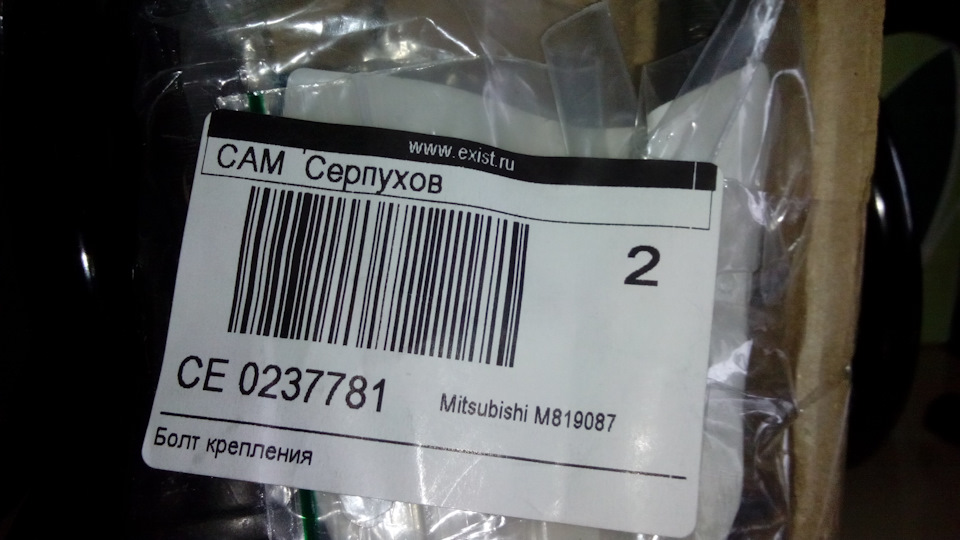 www.exist.ru
САМ Серпухов
2
СЕ 0237781
Mitsubishi M819087
Болт крепления